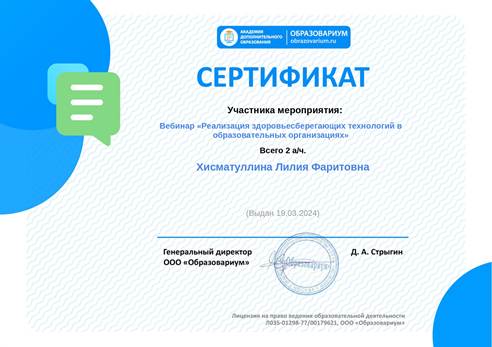 АКАДЕМИЯ
ДОПОЛНИТЕЛЬНОГО
ОБРАЗОВАНИЯ
ОБРАЗОВАРИУМ
obrazovarium.ru
СЕРТИФИКАТ
Участника мероприятия:
Вебинар «Реализация здоровьесберегающих технологий в
образовательных организациях»
Всего 2 а/ч.
Хисматуллина Лилия Фаритовна
(Выдан 19.03.2024)
Генеральный директор
ООО «Образовариум»
Д. А. Стрыгин
Лицензия на право ведения образовательной деятельности
Л035-01298-77/00179621, ООО «Образовариум»